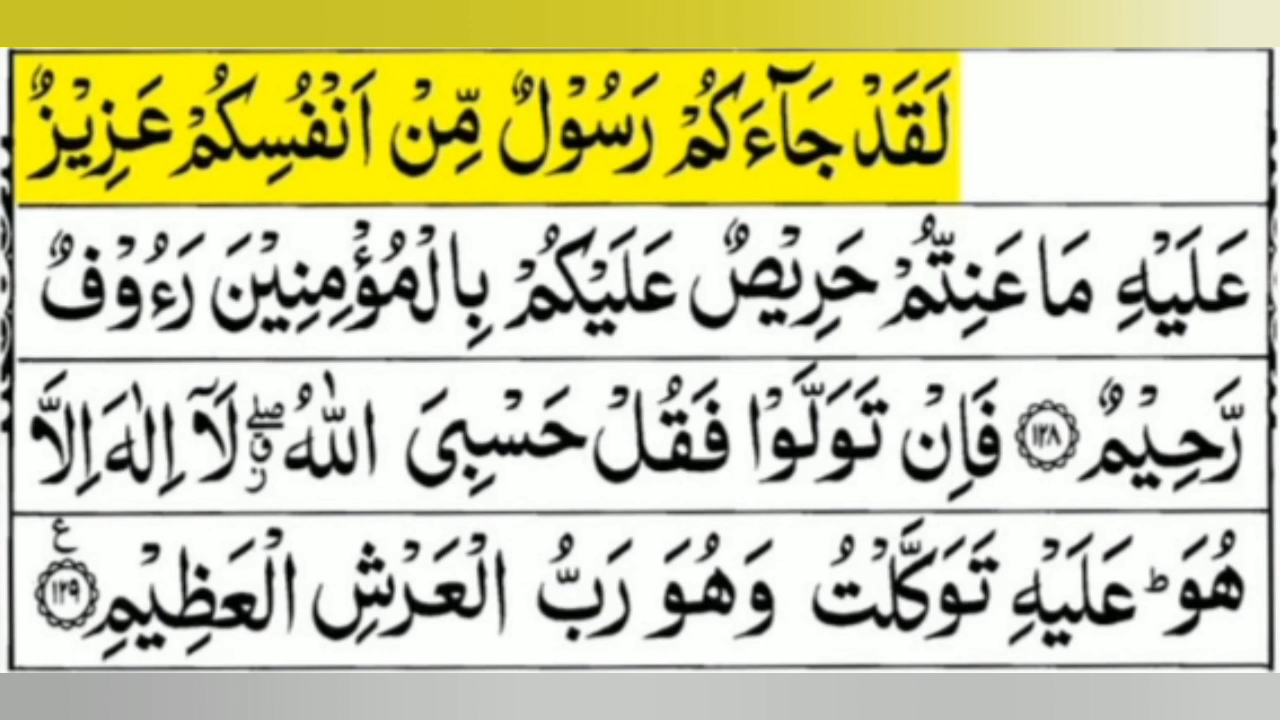 لَقَدْ جَآءَكُمْ رَسُوْلٌ مِّنْ اَنْفُسِكُمْ عَزِيْزٌ
عَلَيْهِ مَا عَنِتُّمْ حَرِيْصٌ عَلَيْكُمْ بِالْمُؤْمِنِيْنَ رَءُوْفٌ
رَّحِيْمٌ ﴿١٢٨﴾ فَاِنْ تَوَلَّوْا فَقُلْ حَسْبِىَ اللّٰهُ ۖ ق ز لَآ اِلٰهَ اِلَّا
هُوَ ؕ عَلَيْهِ تَوَكَّلْتُ وَهُوَ رَبُّ الْعَرْشِ الْعَظِيْمِ ﴿١٢٩﴾ ع